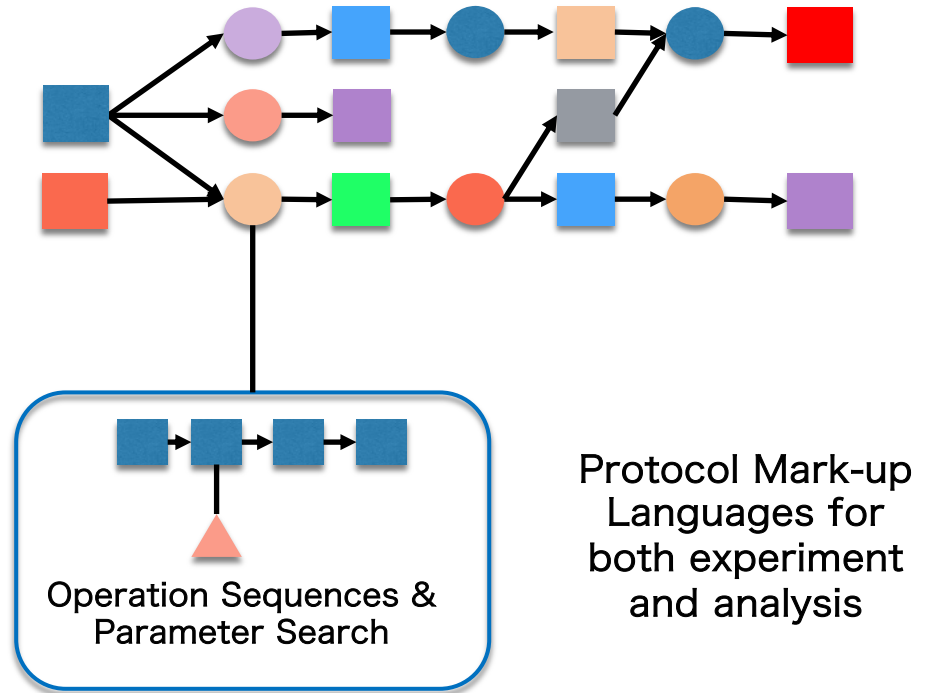 Protocol Mark-up
Languages for
both experiment
and analysis
Operation Sequences &
Parameter Search